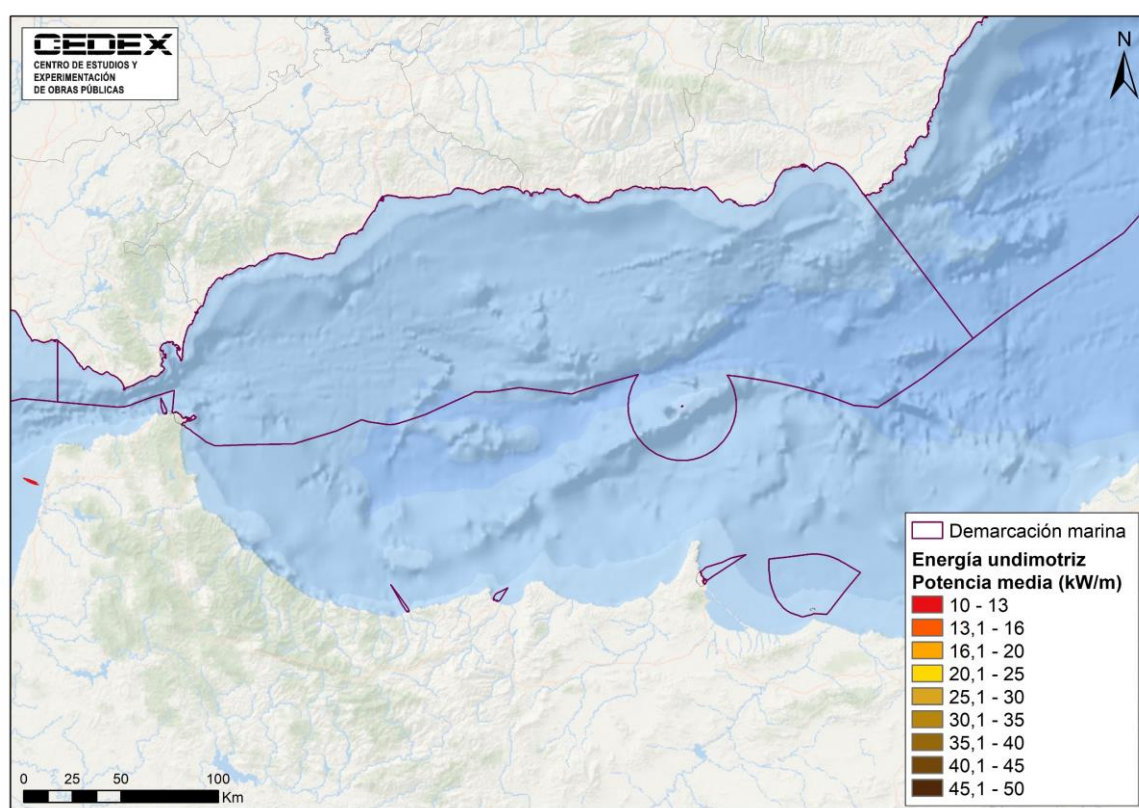 CEDEX
CENTRO DE ESTUDIOS Y
EXPERIMENTACIÓN
DE OBRAS PÚBLICAS
N
Demarcación marina
Energía undimotriz
Potencia media (kW/m)
10 - 13
13,1 - 16
16,1 - 20
20,1 - 25
25,1 - 30
30,1 - 35
35,1 - 40
40,1 - 45
45,1 - 50
0 25 50 100
Km